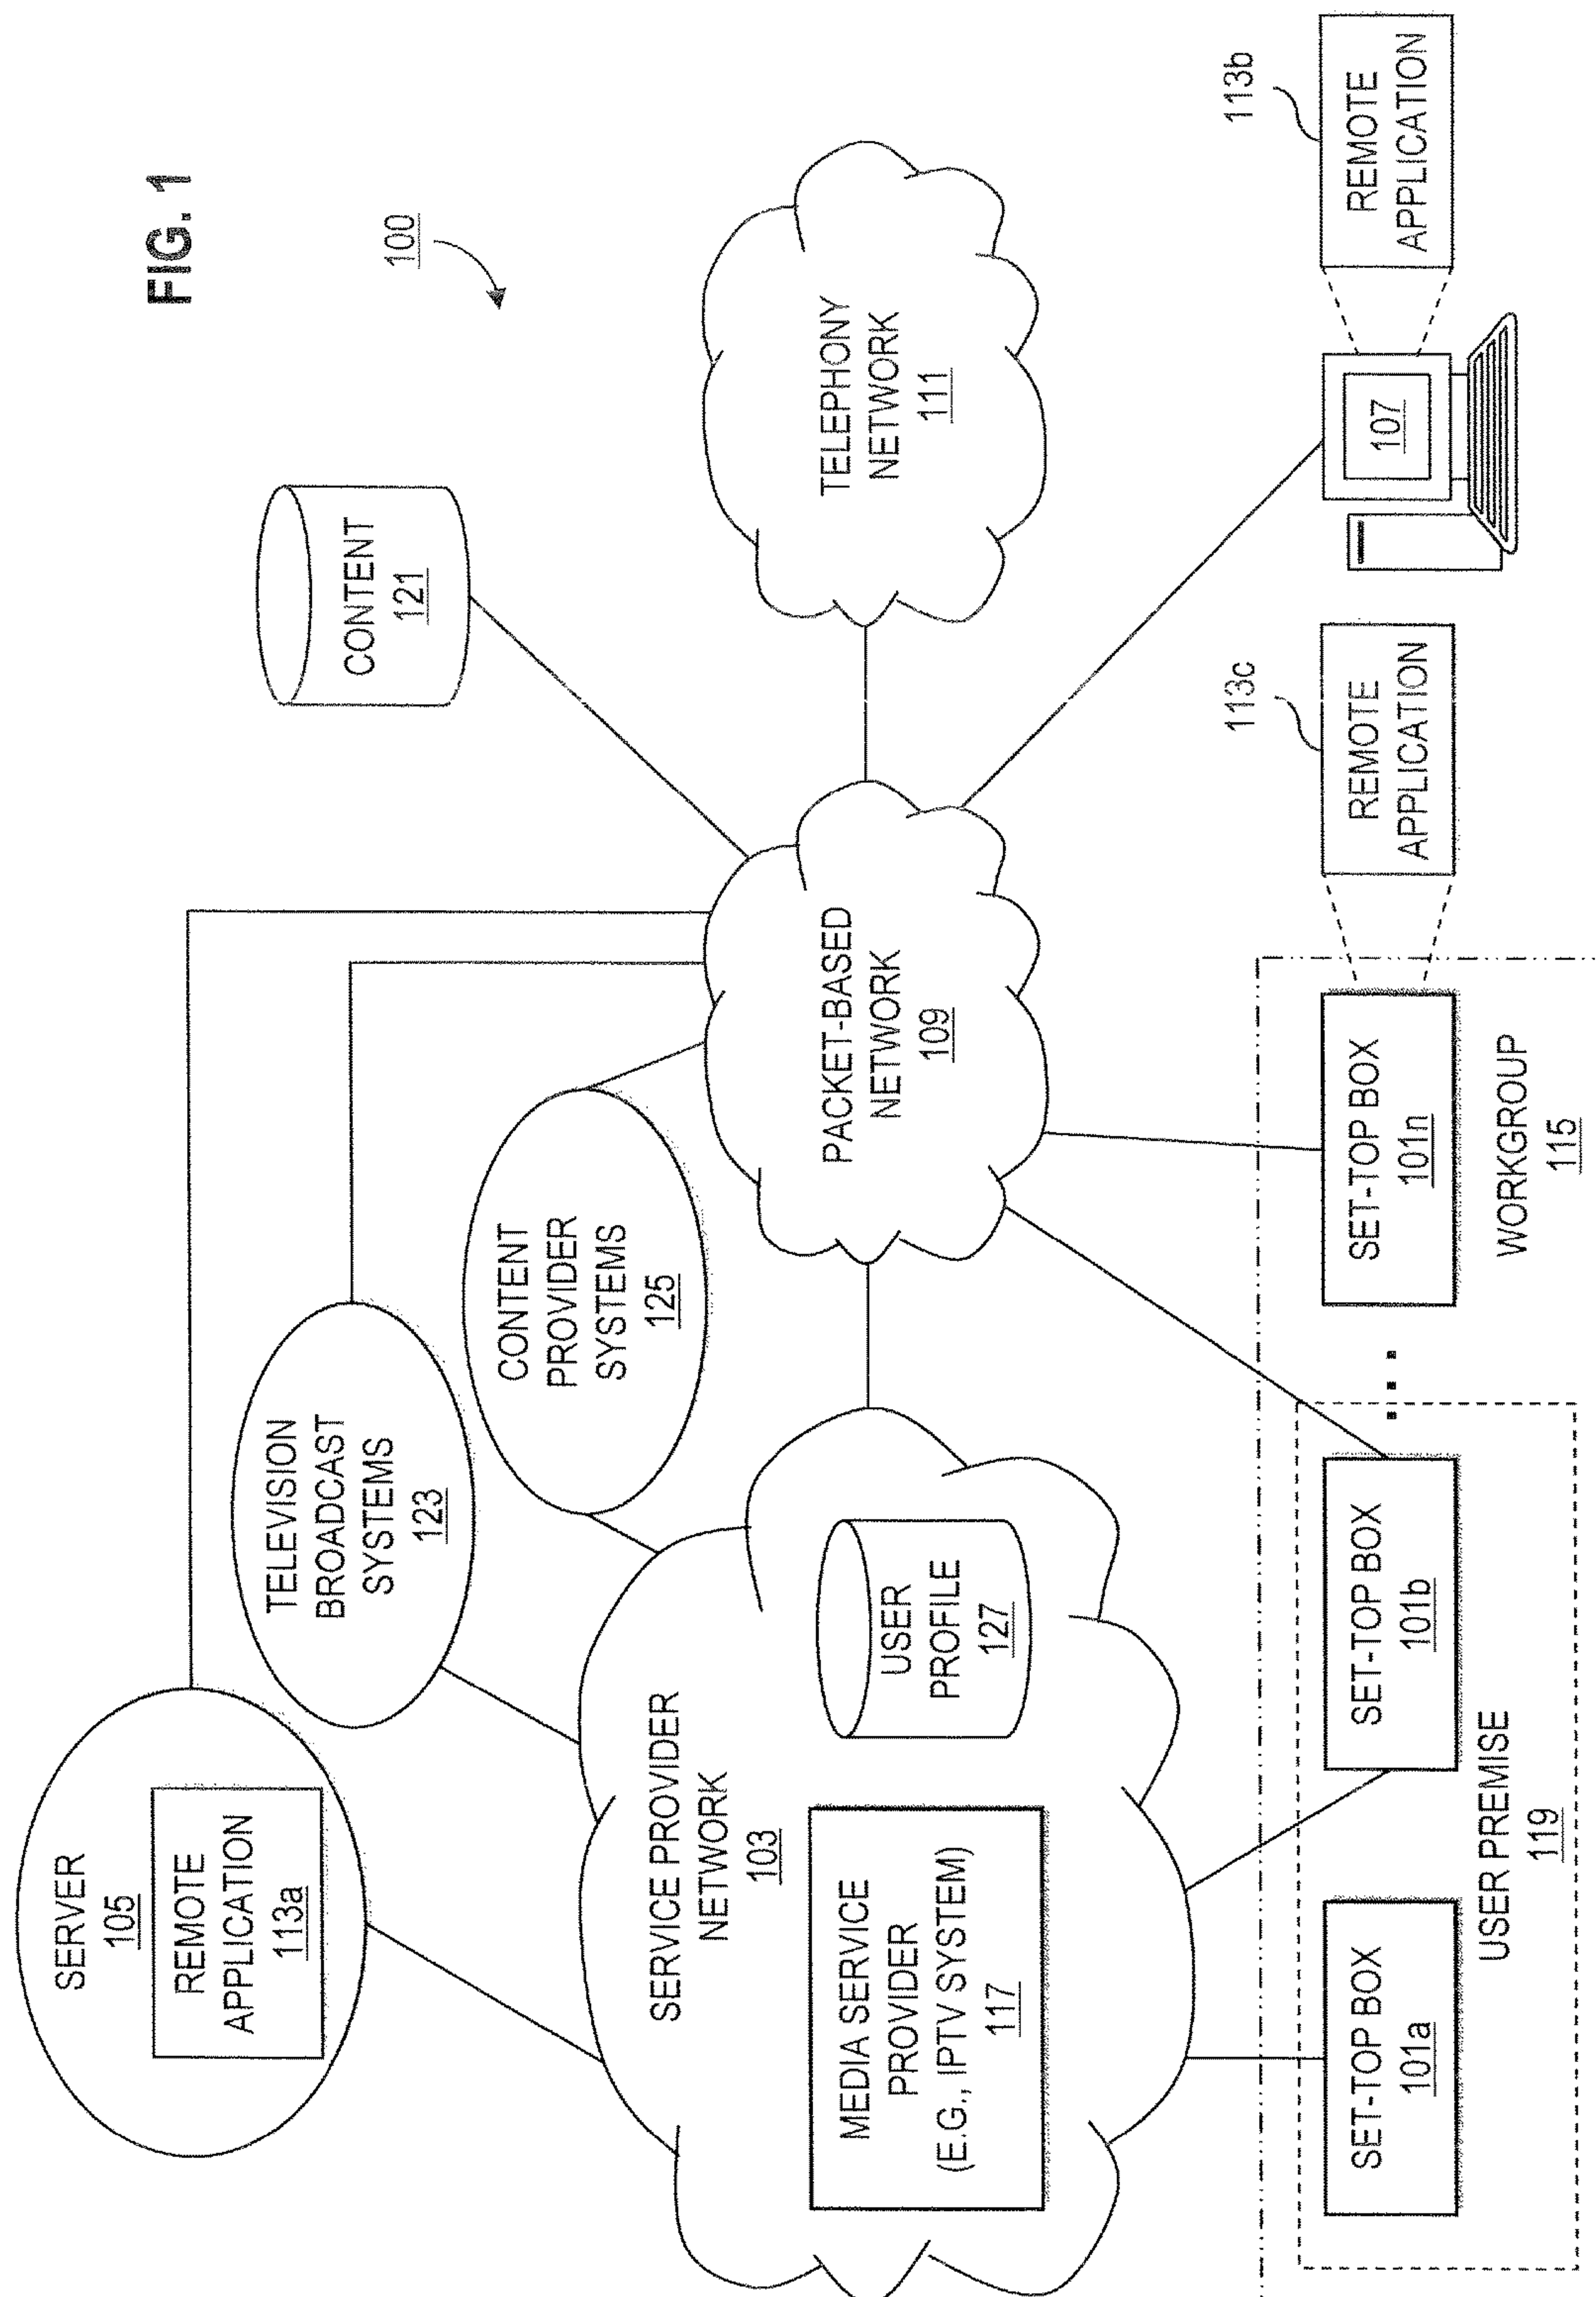 FIG. 1
100
SERVER
105
REMOTE
APPLICATION
113a
TELEVISION
BROADCAST
SYSTEMS
123
CONTENT
PROVIDER
SYSTEMS
125
CONTENT
121
SERVICE PROVIDER
NETWORK
103
MEDIA SERVICE
PROVIDER
(E.G., IPTV SYSTEM)
117
USER
PROFILE
127
PACKET-BASED
NETWORK
109
TELEPHONY
NETWORK
111
SET-TOP BOX
101a
SET-TOP BOX
101b
...
SET-TOP BOX
101n
USER PREMISE
119
WORKGROUP
115
113c
REMOTE
APPLICATION
107
113b
REMOTE
APPLICATION